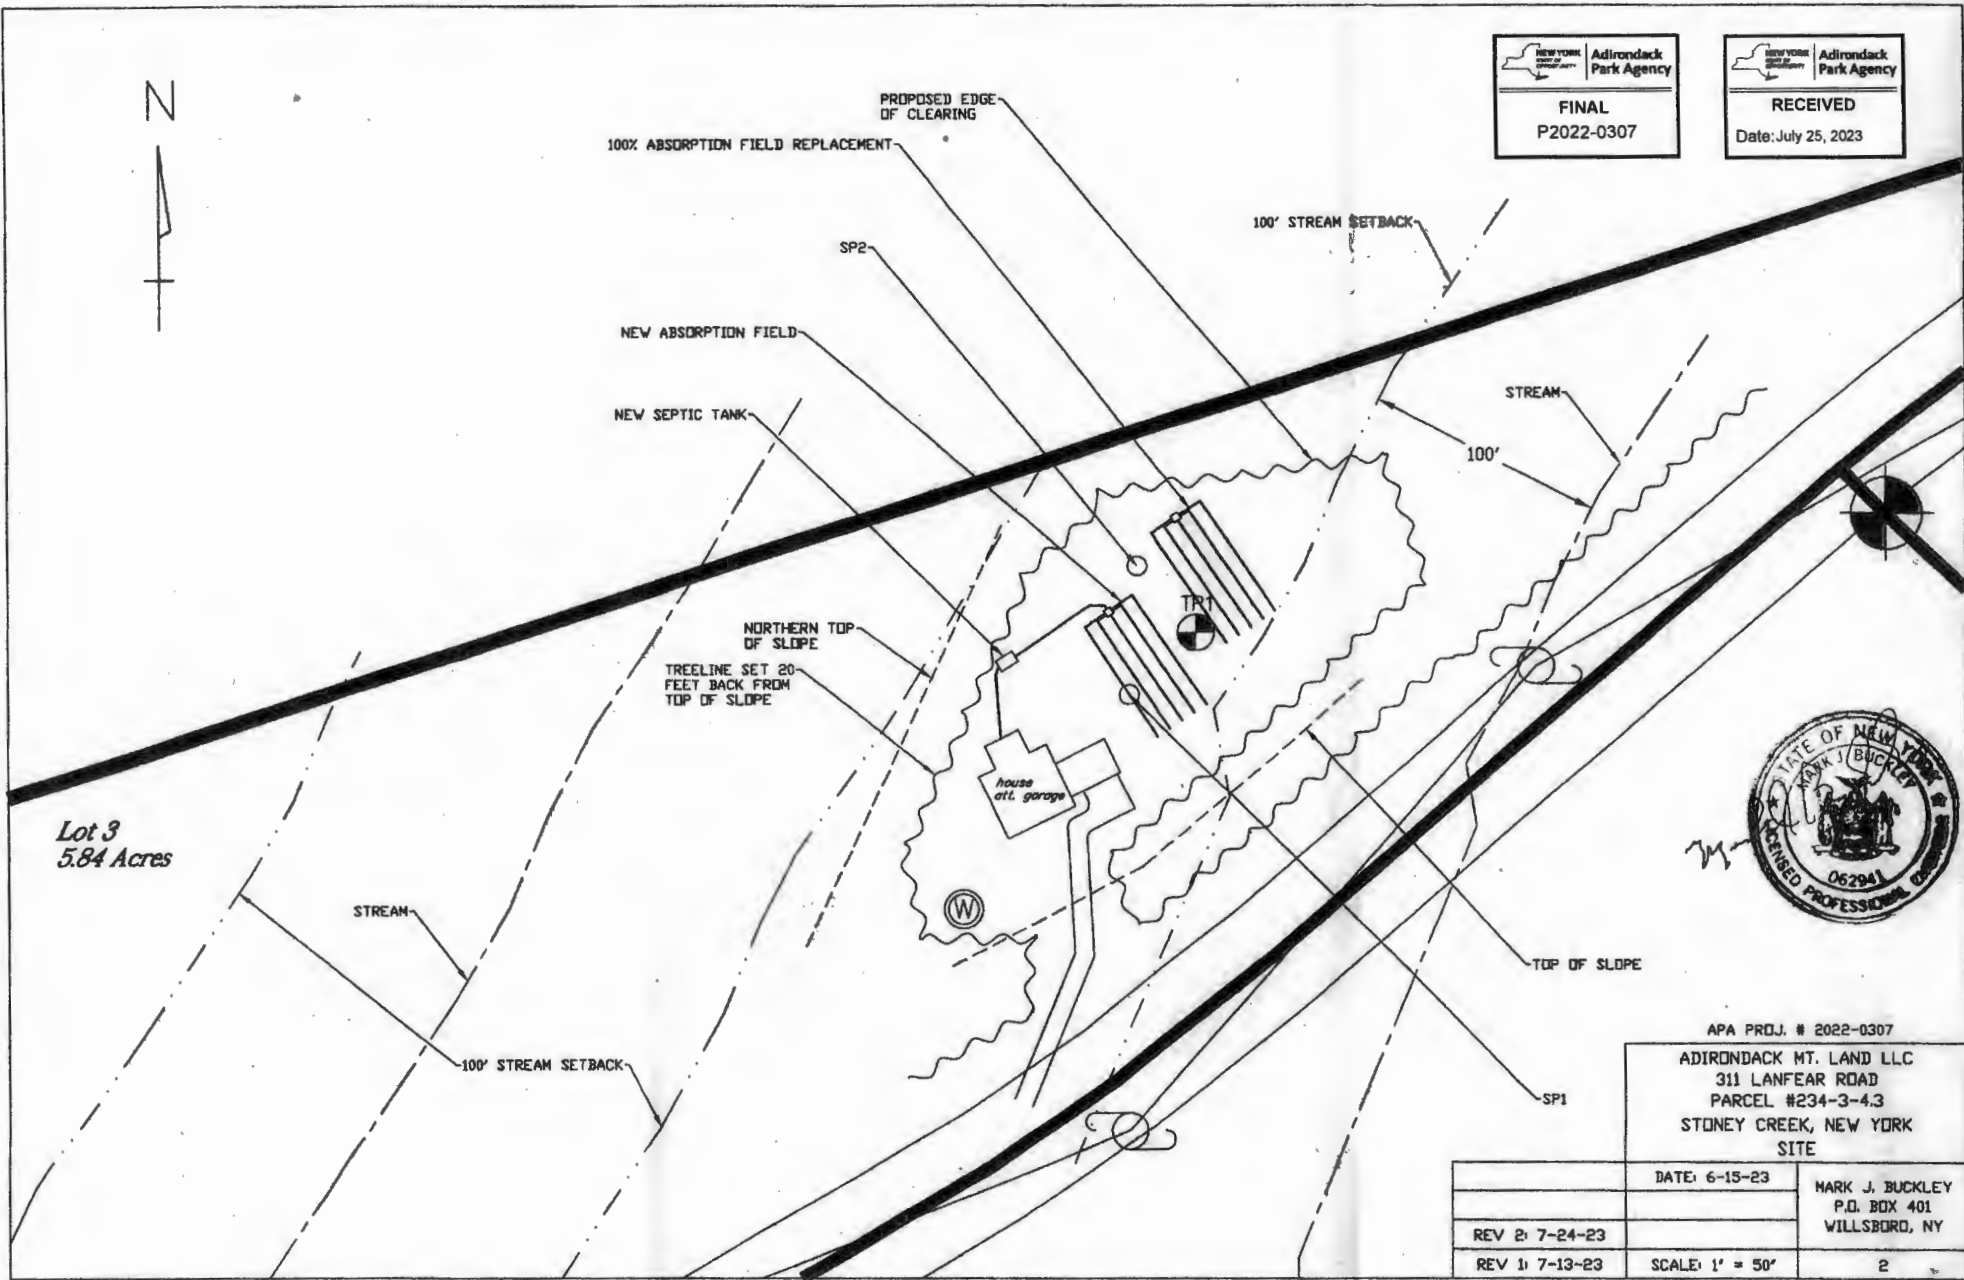 N
NEW YORK
STATE OF
OPPORTUNITY
Adirondack
Park Agency
FINAL
P2022-0307
NEW YORK
STATE OF
OPPORTUNITY
Adirondack
Park Agency
RECEIVED
Date: July 25, 2023
PROPOSED EDGE
OF CLEARING
100% ABSORPTION FIELD REPLACEMENT
100' STREAM SETBACK
SP2
NEW ABSORPTION FIELD
STREAM
NEW SEPTIC TANK
100'
TP1
NORTHERN TOP
OF SLOPE
TREELINE SET 20
FEET BACK FROM
TOP OF SLOPE
house
att. garage
Lot 3
5.84 Acres
W
STREAM
TOP OF SLOPE
100' STREAM SETBACK
SP1
STATE OF NEW YORK
MARK J. BUCKLEY
062941
LICENSED PROFESSIONAL
APA PROJ. # 2022-0307
ADIRONDACK MT. LAND LLC
311 LANFEAR ROAD
PARCEL #234-3-4.3
STONEY CREEK, NEW YORK
SITE
DATE: 6-15-23
MARK J. BUCKLEY
P.O. BOX 401
WILLSBORO, NY
REV 2: 7-24-23
REV 1: 7-13-23
SCALE: 1" = 50'
2